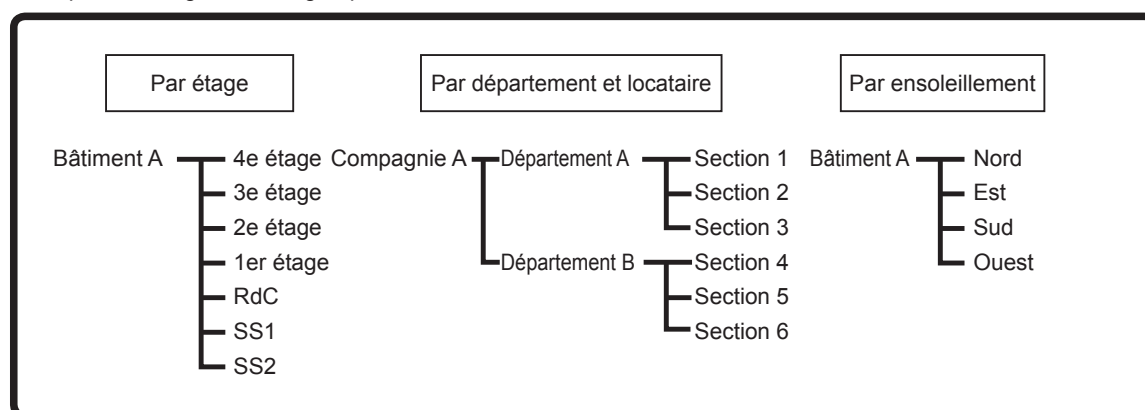 Par étage
Par département et locataire
Par ensoleillement
Bâtiment A
4e étage
3e étage
2e étage
1er étage
RdC
SS1
SS2
Compagnie A
Département A
Section 1
Section 2
Section 3
Département B
Section 4
Section 5
Section 6
Bâtiment A
Nord
Est
Sud
Ouest